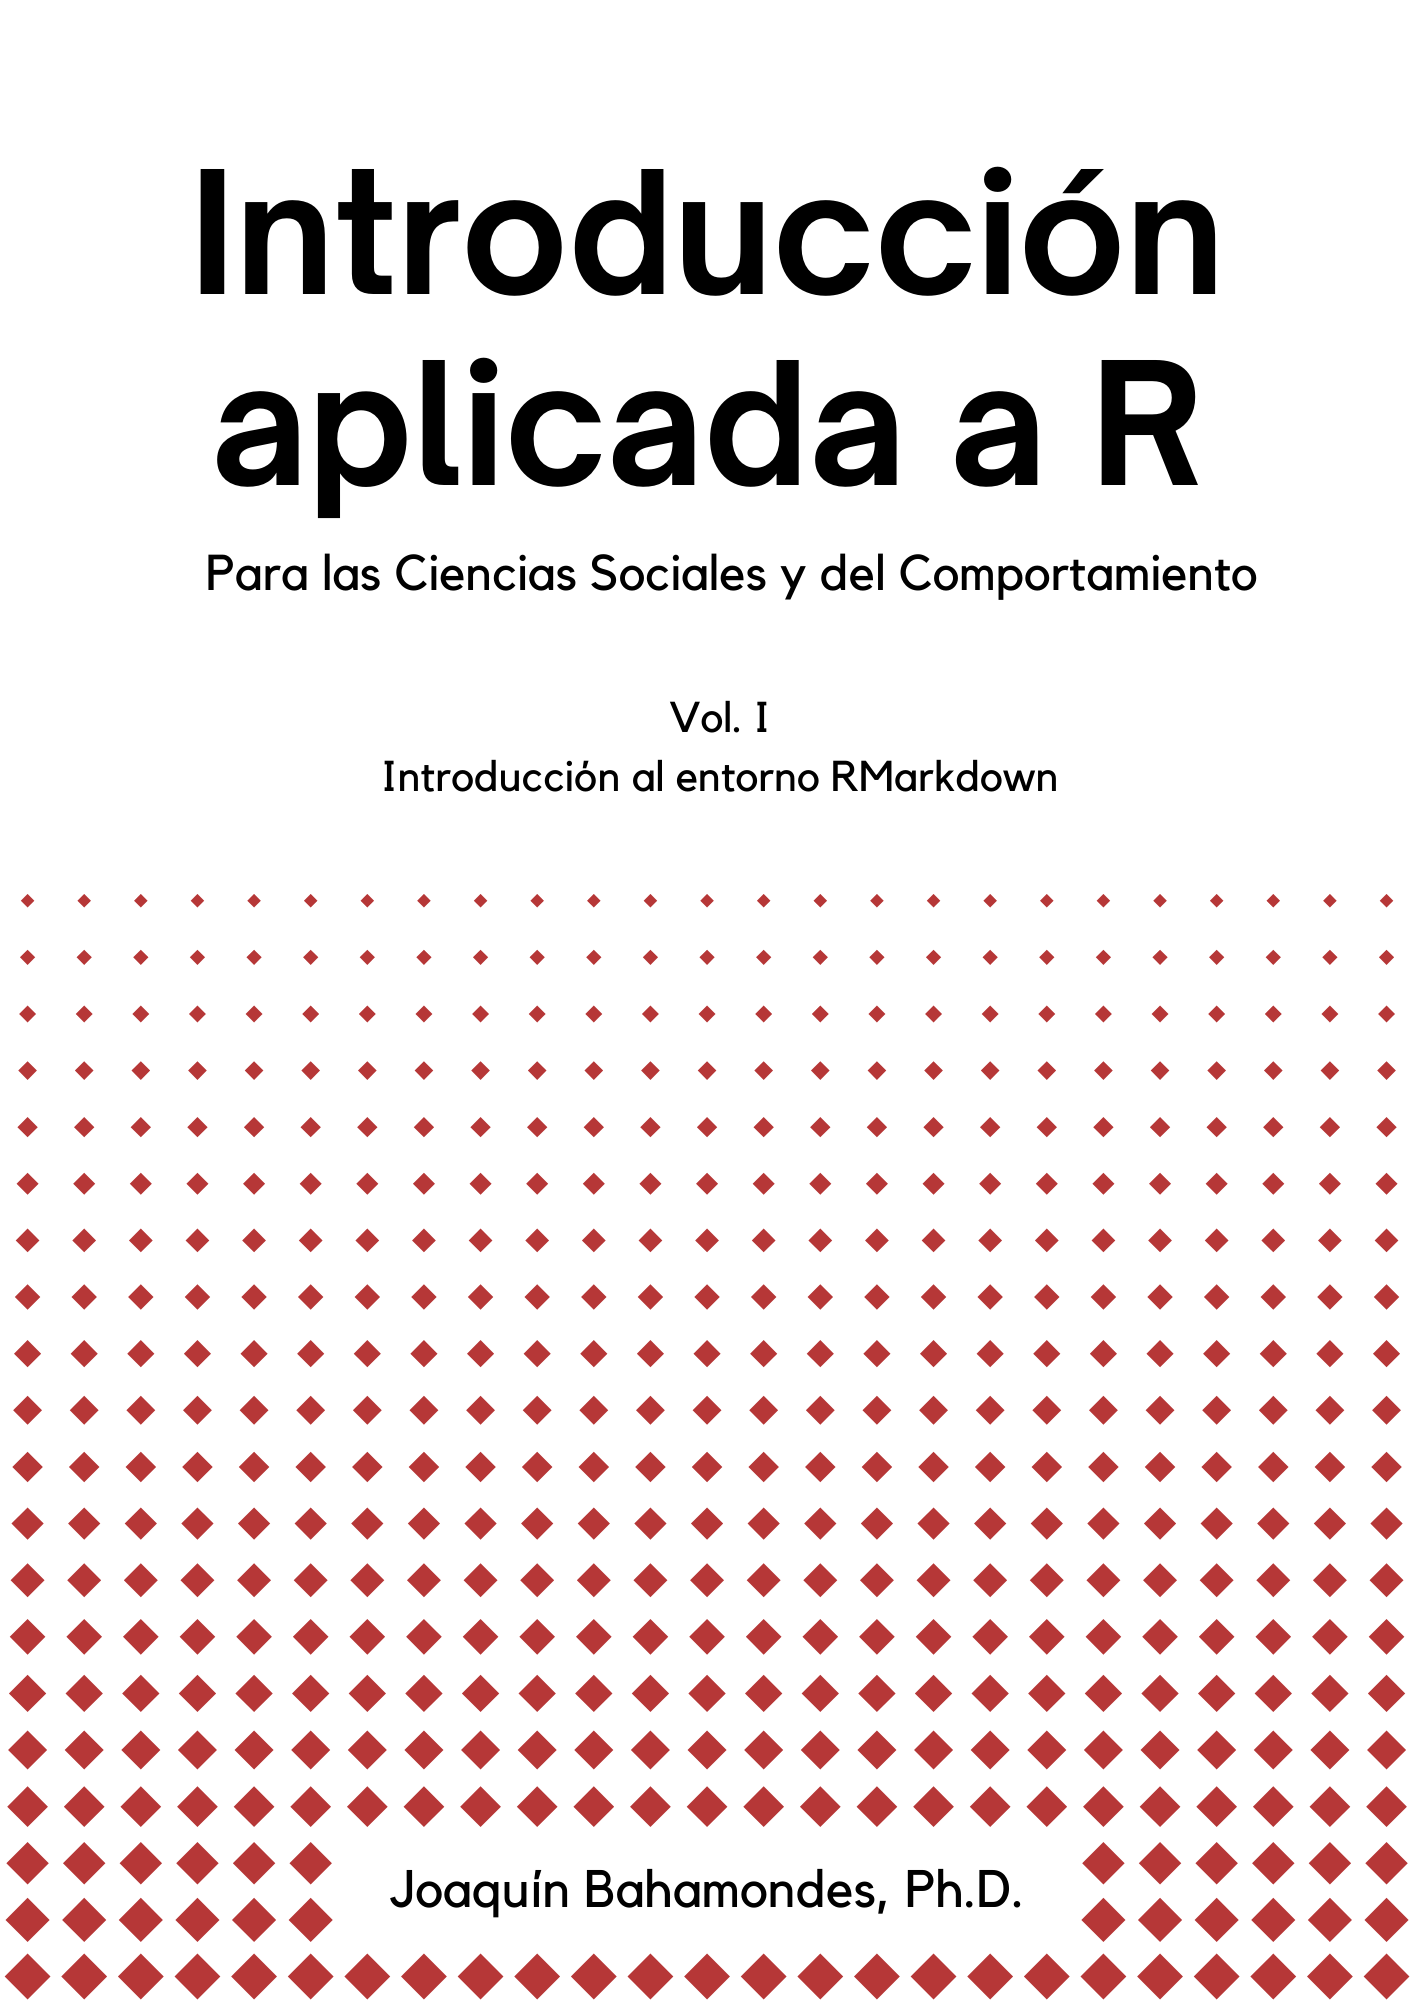 Introducción
aplicada a R
Para las Ciencias Sociales y del Comportamiento
Vol. I
Introducción al entorno RMarkdown
Joaquín Bahamondes, Ph.D.